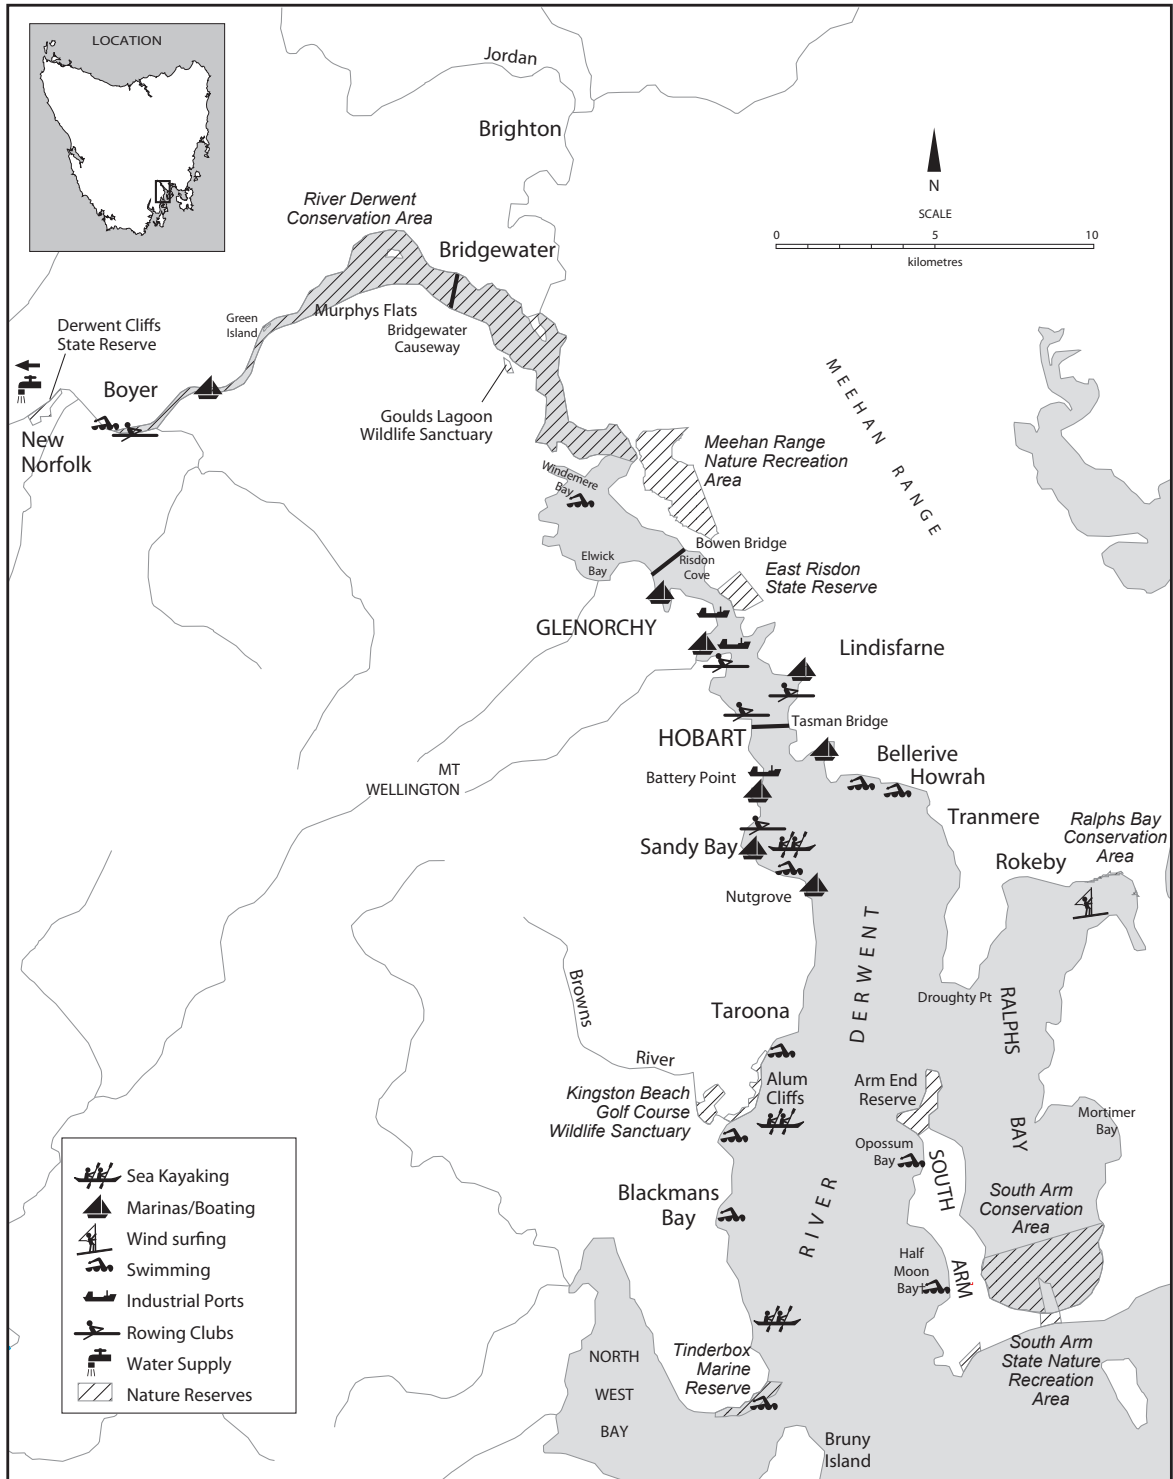 LOCATION
Jordan
Brighton
N
SCALE
0
5
10
kilometres
River Derwent
Conservation Area
Bridgewater
Green
Island
Murphys Flats
Bridgewater
Causeway
Derwent Cliffs
State Reserve
Boyer
New
Norfolk
Goulds Lagoon
Wildlife Sanctuary
MEEHAN RANGE
Meehan Range
Nature Recreation
Area
Windemere
Bay
Elwick
Bay
Bowen Bridge
Risdon
Cove
East Risdon
State Reserve
GLENORCHY
Lindisfarne
Tasman Bridge
HOBART
Bellerive
Howrah
MT
WELLINGTON
Battery Point
Tranmere
Ralphs Bay
Conservation
Area
Sandy Bay
Rokeby
Nutgrove
RIVER DERWENT
Droughty Pt
RALPHS BAY
Browns
River
Taroona
Alum
Cliffs
Arm End
Reserve
Kingston Beach
Golf Course
Wildlife Sanctuary
Mortimer
Bay
Opossum
Bay
SOUTH ARM
Blackmans
Bay
South Arm
Conservation
Area
Half
Moon
Bay
Tinderbox
Marine
Reserve
South Arm
State Nature
Recreation
Area
NORTH
WEST
BAY
Bruny
Island
Sea Kayaking
Marinas/Boating
Wind surfing
Swimming
Industrial Ports
Rowing Clubs
Water Supply
Nature Reserves